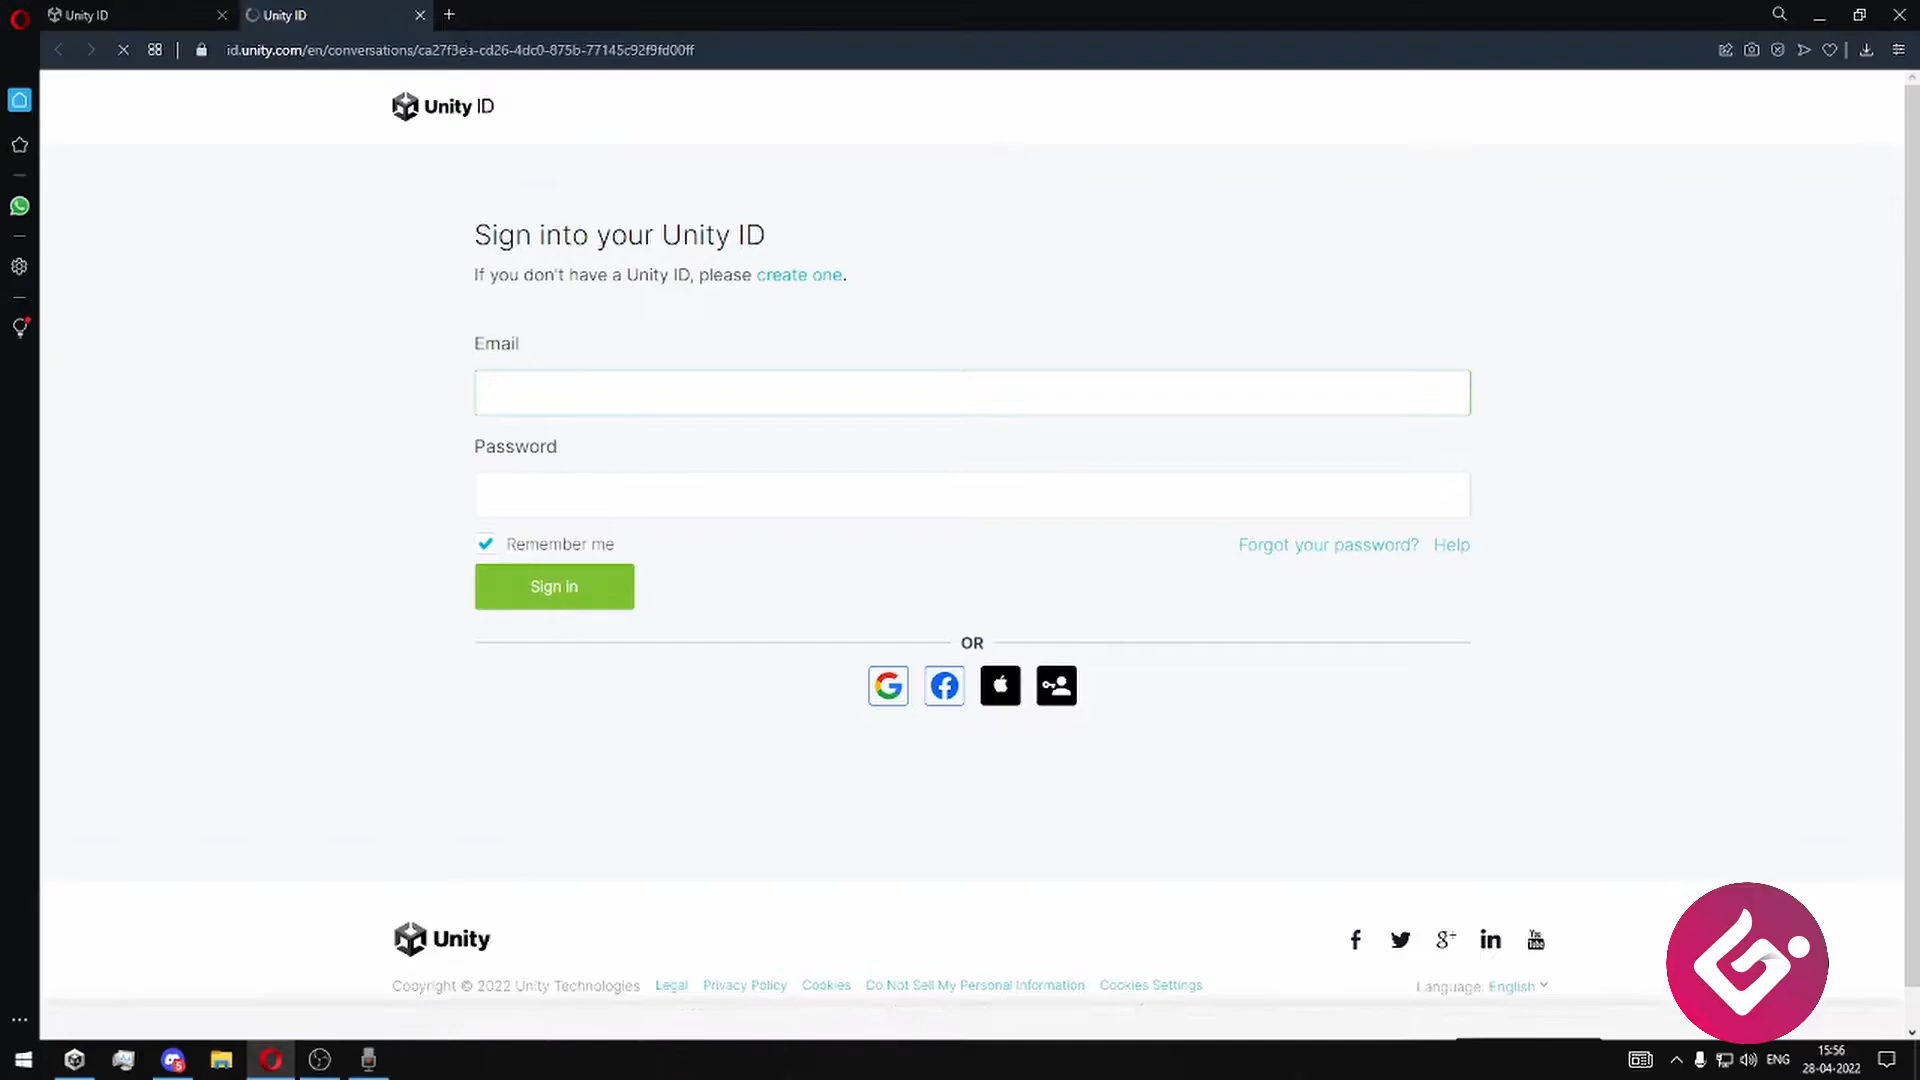 Unity ID
Unity ID
id.unity.com/en/conversations/ca27f3ea-cd26-4dc0-875b-77145c92f9fd00ff
Unity ID
Sign into your Unity ID
If you don't have a Unity ID, please create one.
Email
Password
Remember me
Forgot your password? Help
Sign in
OR
Unity
Copyright © 2022 Unity Technologies Legal Privacy Policy Cookies Do Not Sell My Personal Information Cookies Settings
Language: English
ENG
15:56
28-04-2022